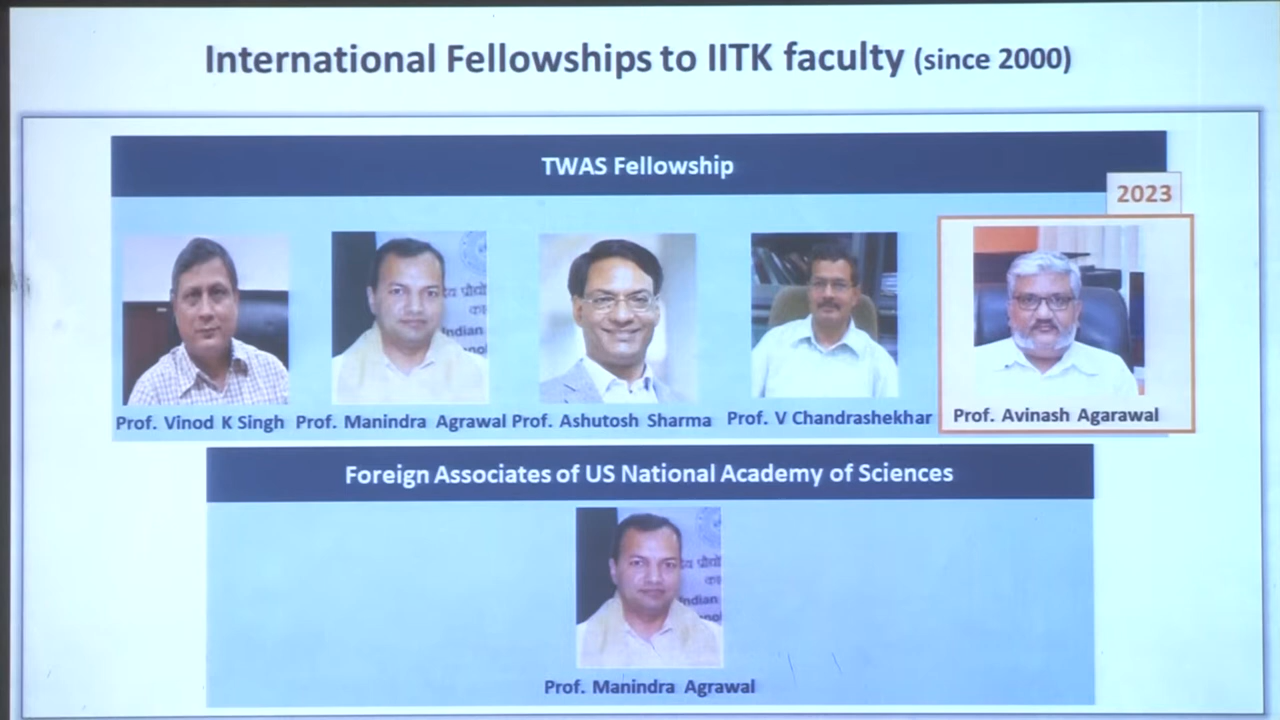 International Fellowships to IITK faculty (since 2000)
TWAS Fellowship
2023
Prof. Vinod K Singh
Prof. Manindra Agrawal
Prof. Ashutosh Sharma
Prof. V Chandrashekhar
Prof. Avinash Agarawal
Foreign Associates of US National Academy of Sciences
Prof. Manindra Agrawal